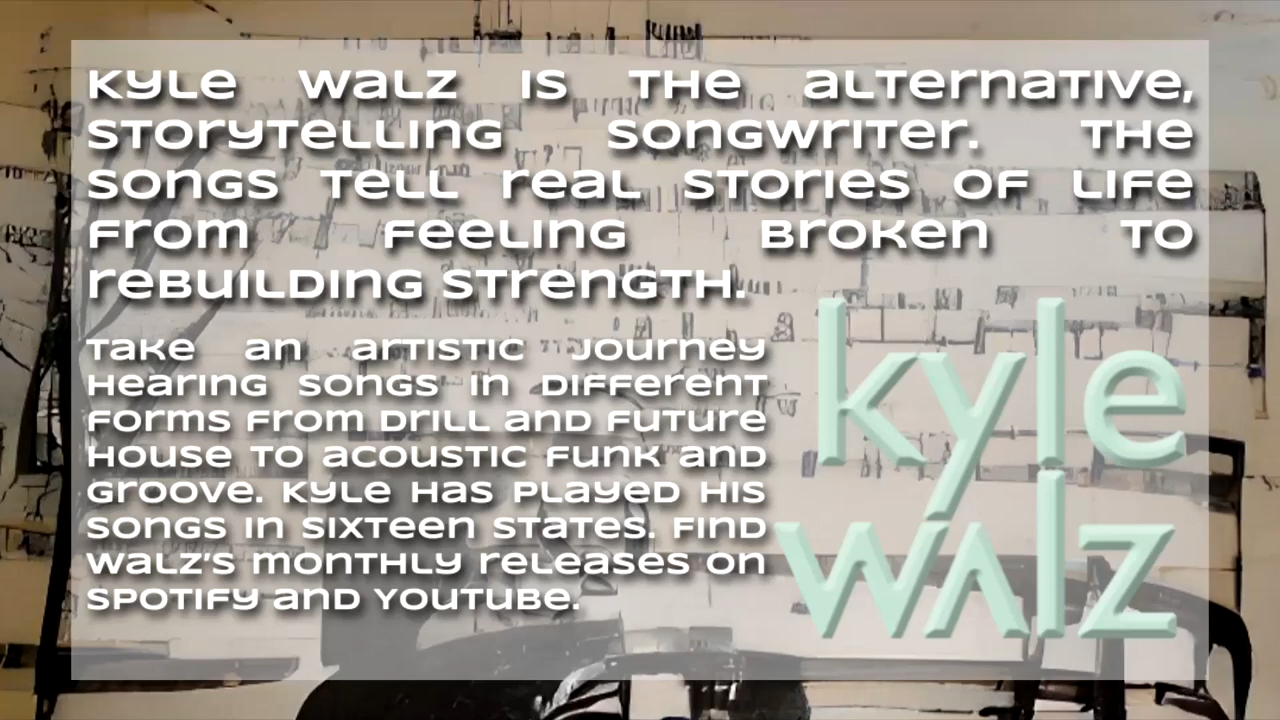 Kyle Walz is the alternative,
storytelling songwriter. The
songs tell real stories of life
from feeling broken to
rebuilding strength.
Take an artistic journey
hearing songs in different
forms from drill and future
house to acoustic funk and
groove. Kyle has played his
songs in sixteen states. Find
Walz's monthly releases on
Spotify and YouTube.
kyle
walz